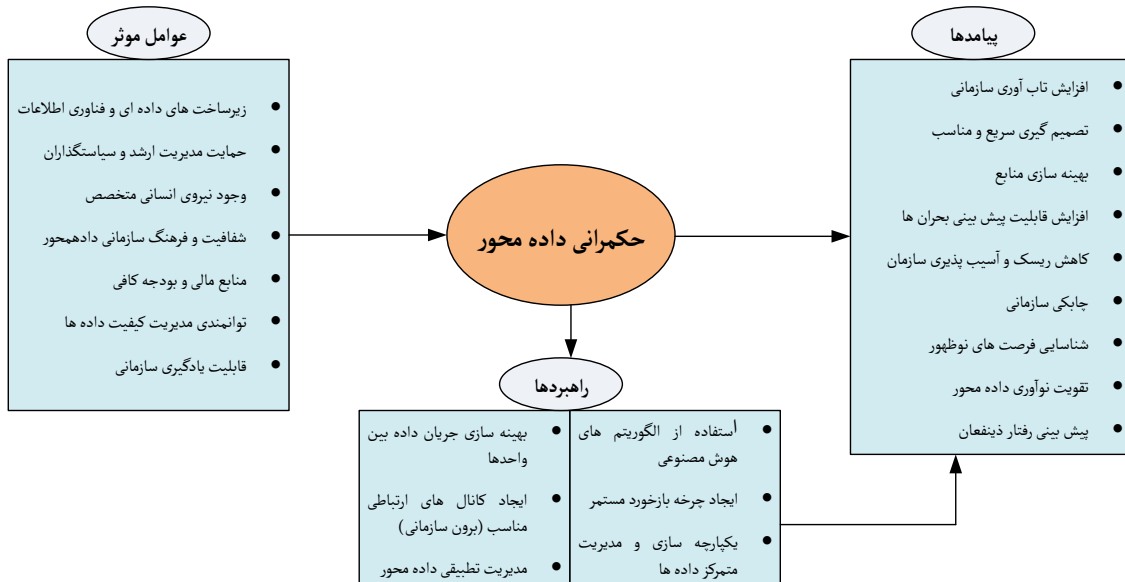 عوامل موثر
زیرساخت های داده ای و فناوری اطلاعات
حمایت مدیریت ارشد و سیاستگذاران
وجود نیروی انسانی متخصص
شفافیت و فرهنگ سازمانی دادهمحور
منابع مالی و بودجه کافی
توانمندی مدیریت کیفیت داده ها
قابلیت یادگیری سازمانی
حکمرانی داده محور
پیامدها
افزایش تاب آوری سازمانی
تصمیم گیری سریع و مناسب
بهینه سازی منابع
افزایش قابلیت پیش بینی بحران ها
کاهش ریسک و آسیب پذیری سازمان
چابکی سازمانی
شناسایی فرصت های نوظهور
تقویت نوآوری داده محور
پیش بینی رفتار ذینفعان
راهبردها
أستفاده از الگوریتم های
هوش مصنوعی
ایجاد چرخه بازخورد مستمر
یکپارچه سازی و مدیریت
متمرکز داده ها
بهینه سازی جریان داده بین
واحدها
ایجاد کانال های ارتباطی
مناسب (برون سازمانی)
مدیریت تطبیقی داده محور